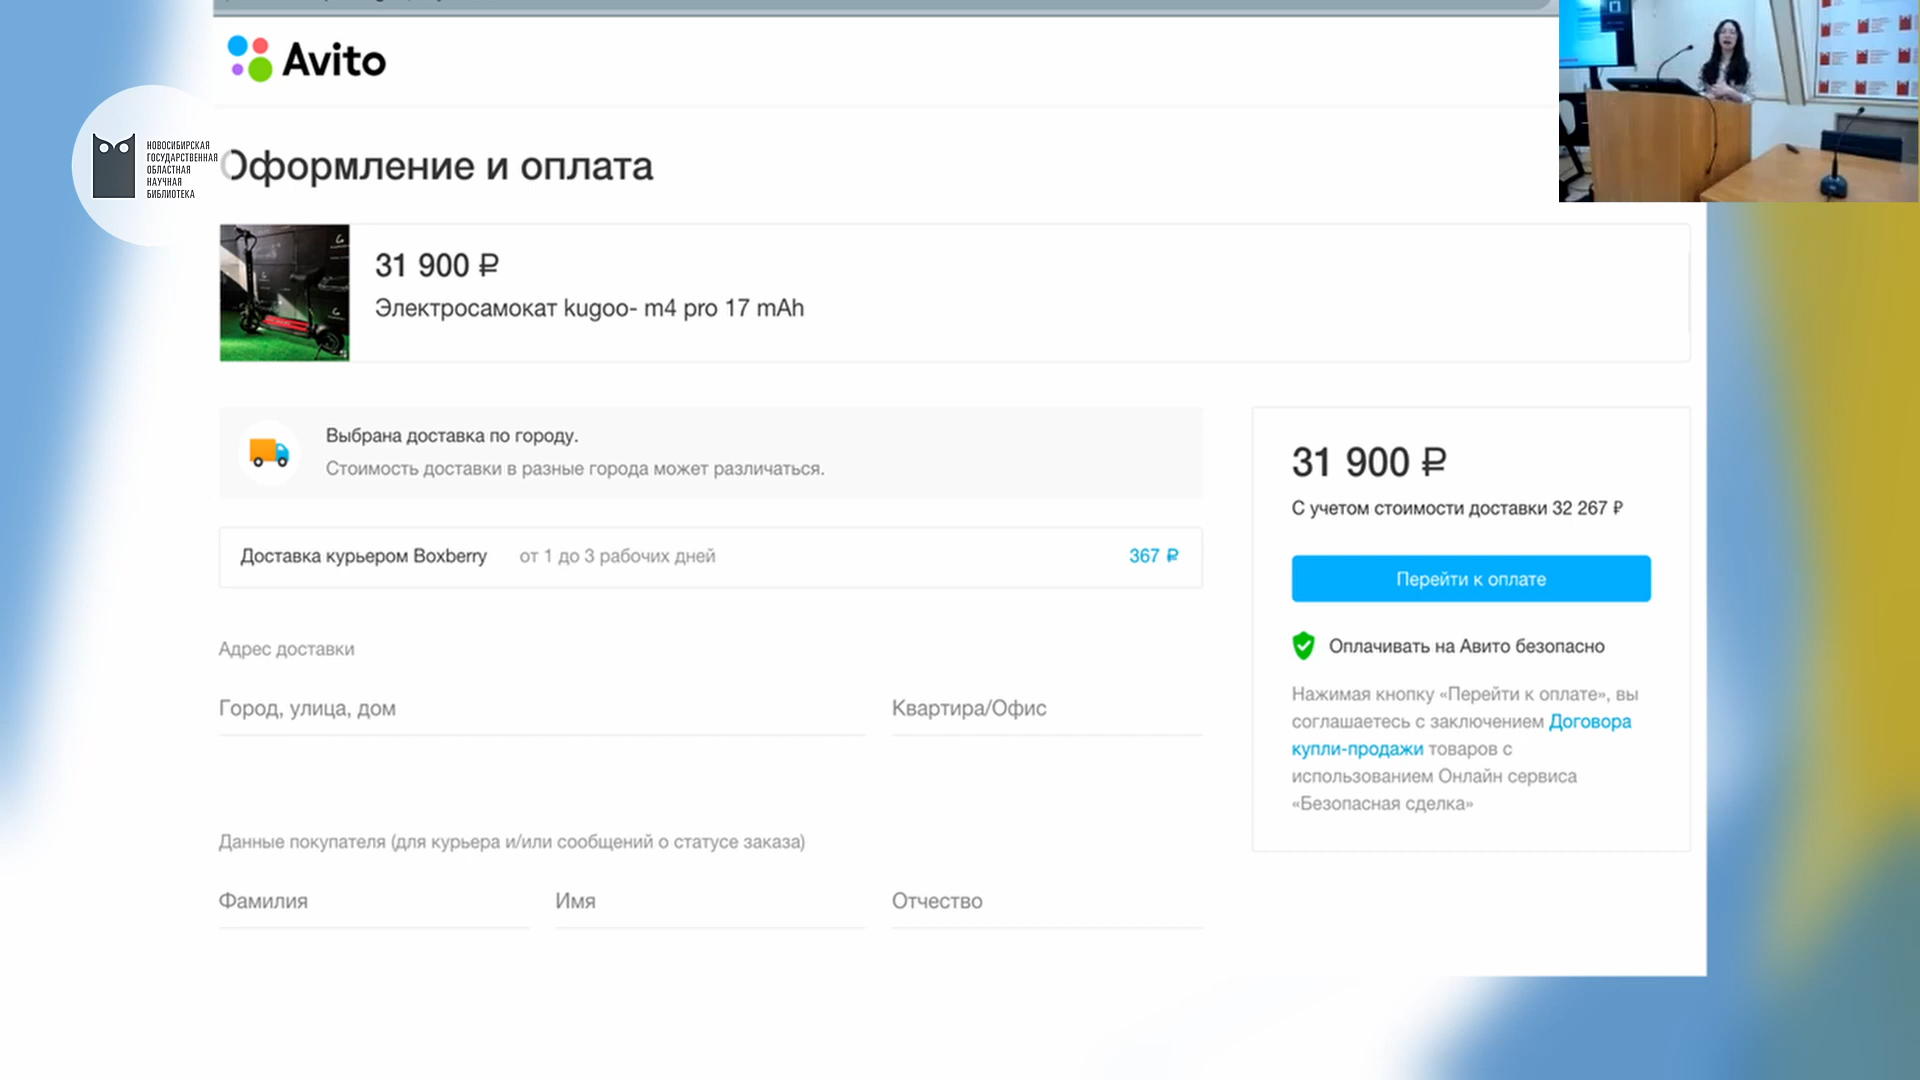 Avito
НОВОСИБИРСКАЯ
ГОСУДАРСТВЕННАЯ
ОБЛАСТНАЯ
НАУЧНАЯ
БИБЛИОТЕКА
Оформление и оплата
31 900 ₽
Электросамокат kugoo- m4 pro 17 mAh
Выбрана доставка по городу.
Стоимость доставки в разные города может различаться.
Доставка курьером Boxberry от 1 до 3 рабочих дней 367 ₽
Адрес доставки
Город, улица, дом Квартира/Офис
Данные покупателя (для курьера и/или сообщений о статусе заказа)
Фамилия Имя Отчество
31 900 ₽
С учетом стоимости доставки 32 267 ₽
Перейти к оплате
Оплачивать на Авито безопасно
Нажимая кнопку «Перейти к оплате», вы
соглашаетесь с заключением Договора
купли-продажи товаров с
использованием Онлайн сервиса
«Безопасная сделка»